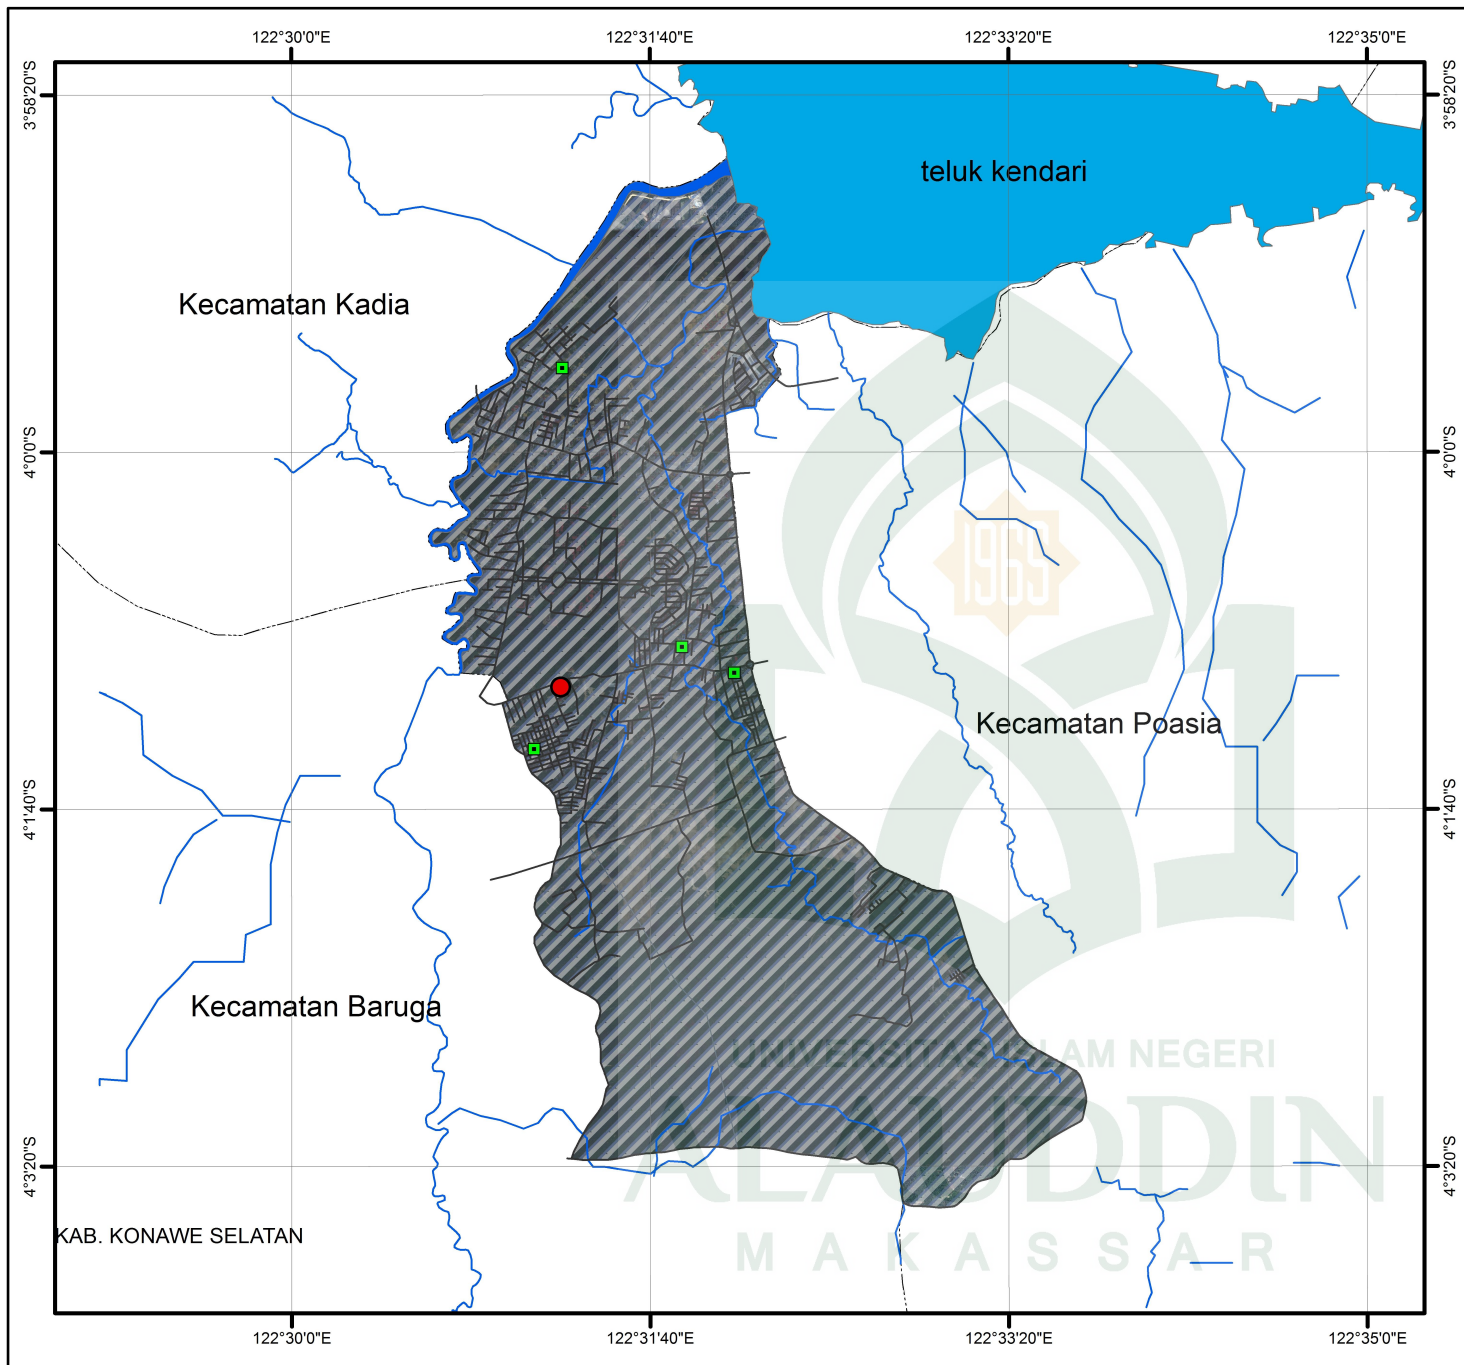 122°30'0"E 122°31'40"E 122°33'20"E 122°35'0"E
3°58'20"S 3°58'20"S
teluk kendari
Kecamatan Kadia
4°0'0"S 4°0'0"S
1965
Kecamatan Poasia
4°1'40"S 4°1'40"S
Kecamatan Baruga
UNIVERSITAS ISLAM NEGERI
ALAUDDIN
4°3'20"S 4°3'20"S
KAB. KONAWE SELATAN
MAKASSAR
122°30'0"E 122°31'40"E 122°33'20"E 122°35'0"E